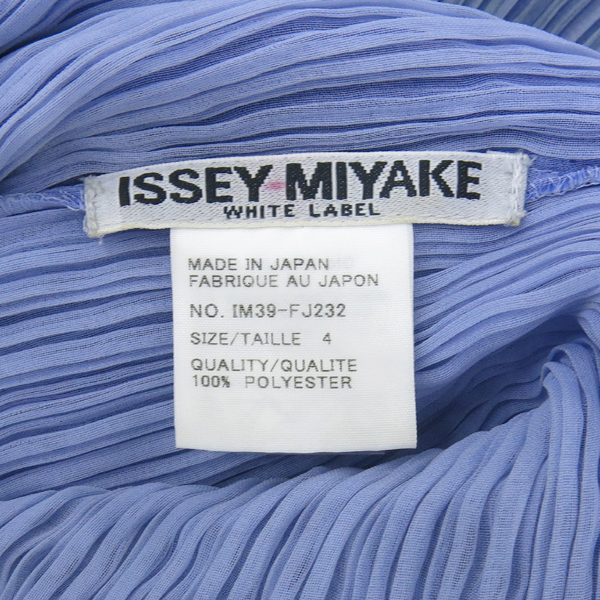 ISSEY MIYAKE
WHITE LABEL
MADE IN JAPAN
FABRIQUE AU JAPON
NO. IM39-FJ232
SIZE/TAILLE 4
QUALITY/QUALITE
100% POLYESTER